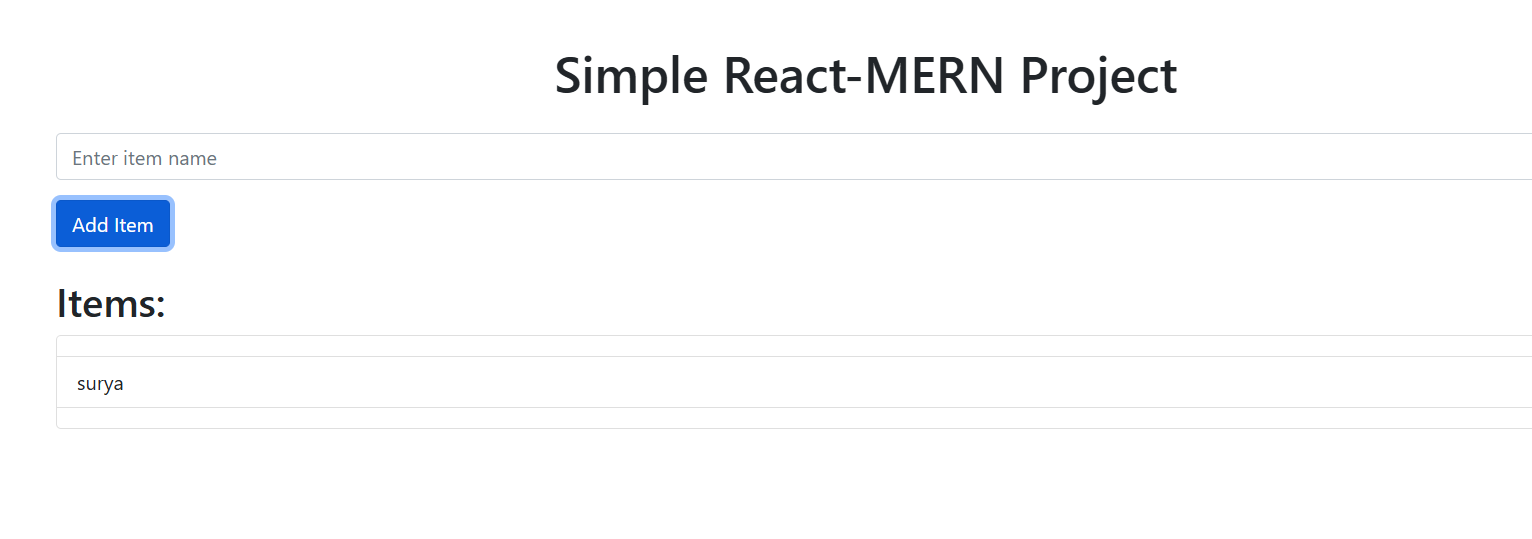 Simple React-MERN Project
Enter item name
Add Item
Items:
surya